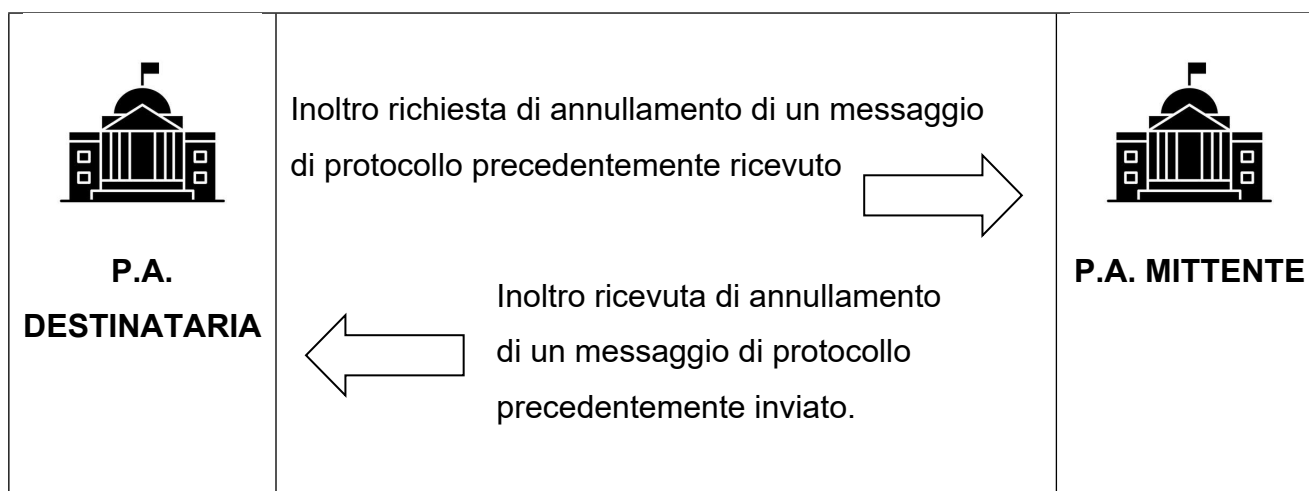 P.A.
DESTINATARIA
Inoltro richiesta di annullamento di un messaggio
di protocollo precedentemente ricevuto
Inoltro ricevuta di annullamento
di un messaggio di protocollo
precedentemente inviato.
P.A. MITTENTE